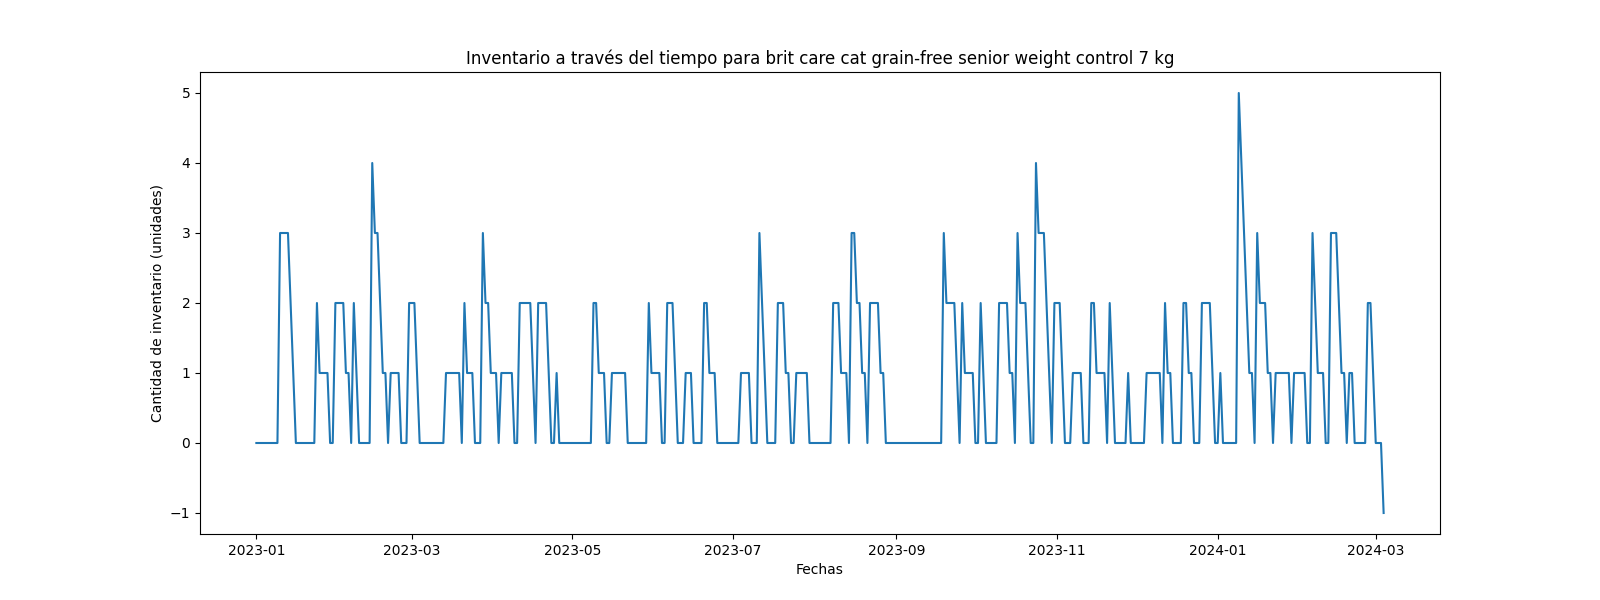 Inventario a través del tiempo para brit care cat grain-free senior weight control 7 kg
Cantidad de inventario (unidades)
5
4
3
2
1
0
−1
2023-01 2023-03 2023-05 2023-07 2023-09 2023-11 2024-01 2024-03
Fechas